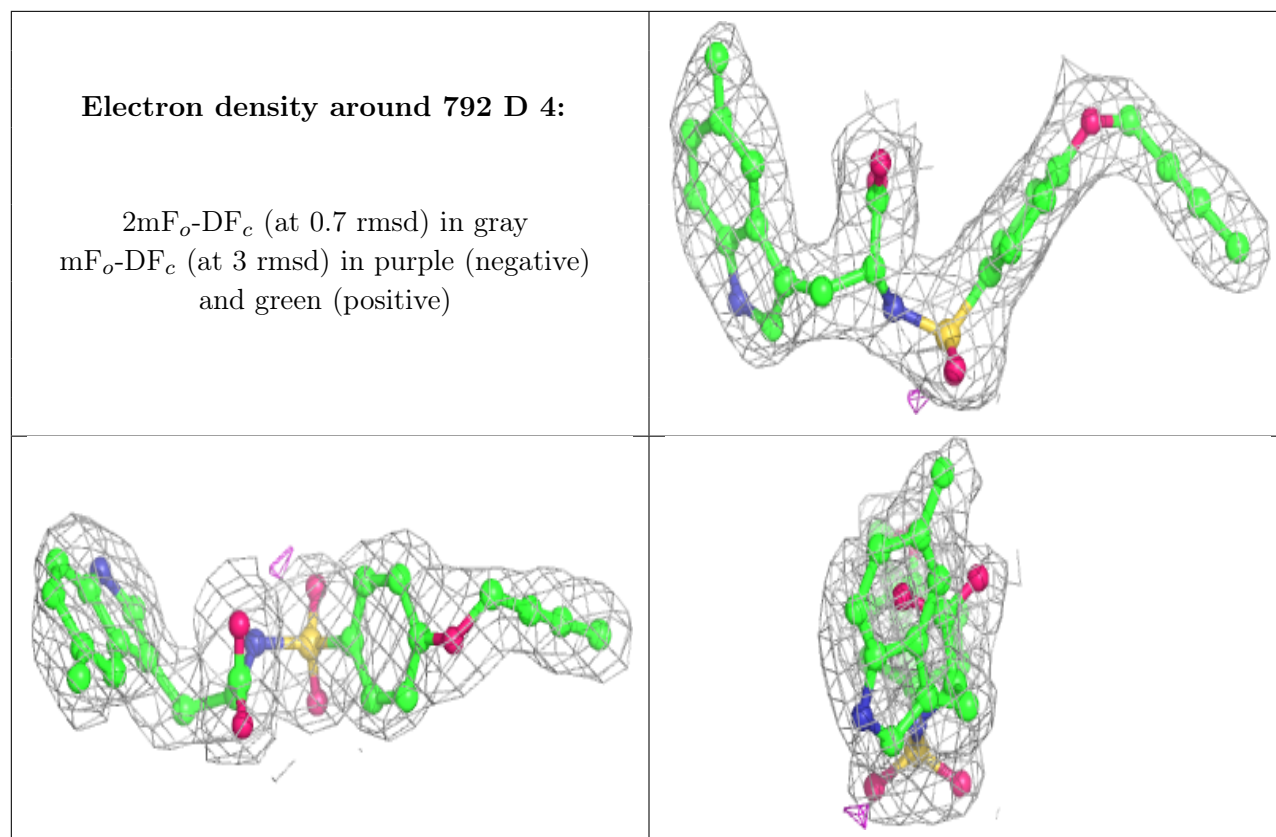 Electron density around 792 D 4:
2mFₒ-DF𝒸 (at 0.7 rmsd) in gray
mFₒ-DF𝒸 (at 3 rmsd) in purple (negative)
and green (positive)